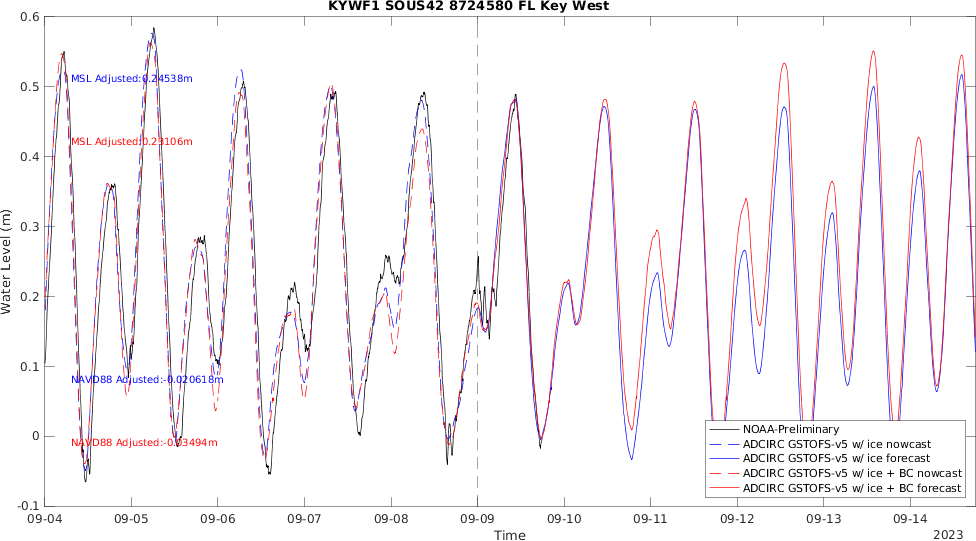 KYWF1 SOUS42 8724580 FL Key West
0.6
0.5
0.4
0.3
0.2
0.1
0
-0.1
Water Level (m)
MSL Adjusted:0.24538m
MSL Adjusted:0.23106m
NAVD88 Adjusted:-0.020618m
NAVD88 Adjusted:-0.03494m
NOAA-Preliminary
ADCIRC GSTOFS-v5 w/ ice nowcast
ADCIRC GSTOFS-v5 w/ ice forecast
ADCIRC GSTOFS-v5 w/ ice + BC nowcast
ADCIRC GSTOFS-v5 w/ ice + BC forecast
09-04 09-05 09-06 09-07 09-08 09-09 09-10 09-11 09-12 09-13 09-14
Time
2023